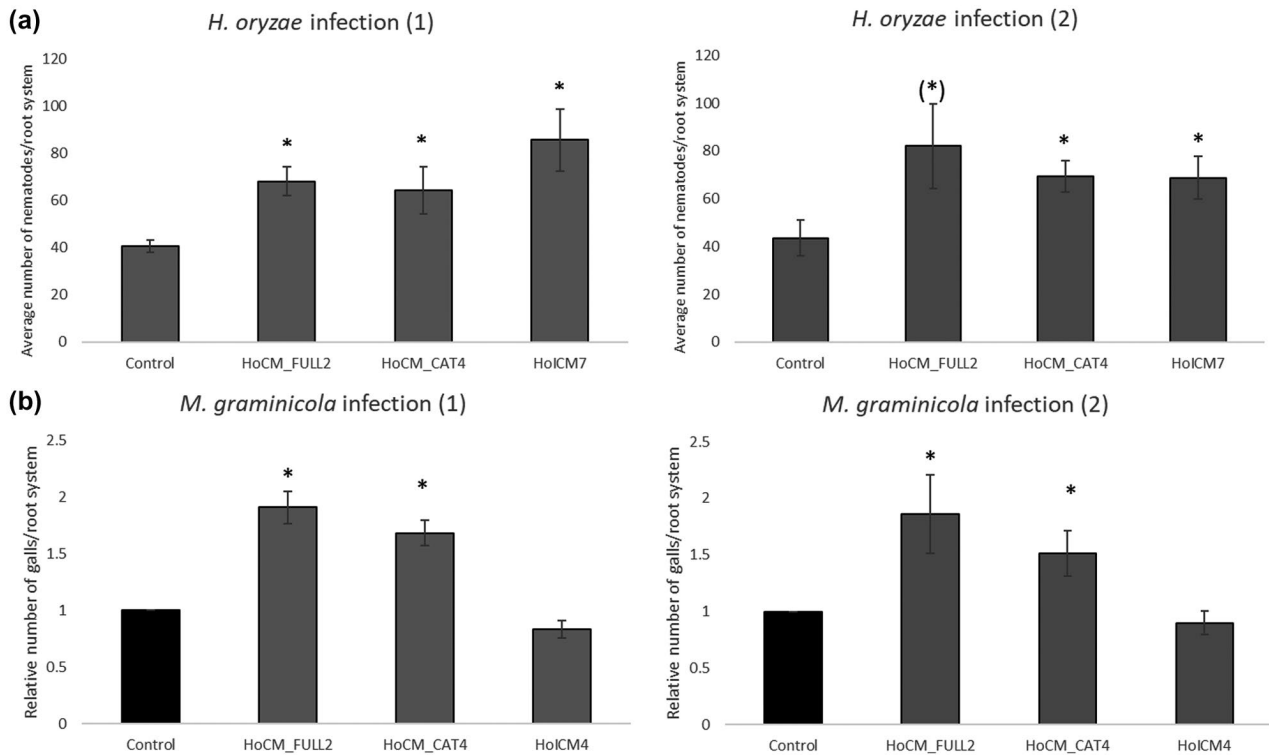 (a)
H. oryzae infection (1)
Average number of nematodes/root system
120
100
80
60
40
20
0
*
*
*
Control
HoCM_FULL2
HoCM_CAT4
HoICM7
H. oryzae infection (2)
Average number of nematodes/root system
120
100
80
60
40
20
0
(*)
*
*
Control
HoCM_FULL2
HoCM_CAT4
HoICM7
(b)
M. graminicola infection (1)
Relative number of galls/root system
2.5
2
1.5
1
0.5
0
*
*
Control
HoCM_FULL2
HoCM_CAT4
HoICM4
M. graminicola infection (2)
Relative number of galls/root system
2.5
2
1.5
1
0.5
0
*
*
Control
HoCM_FULL2
HoCM_CAT4
HoICM4